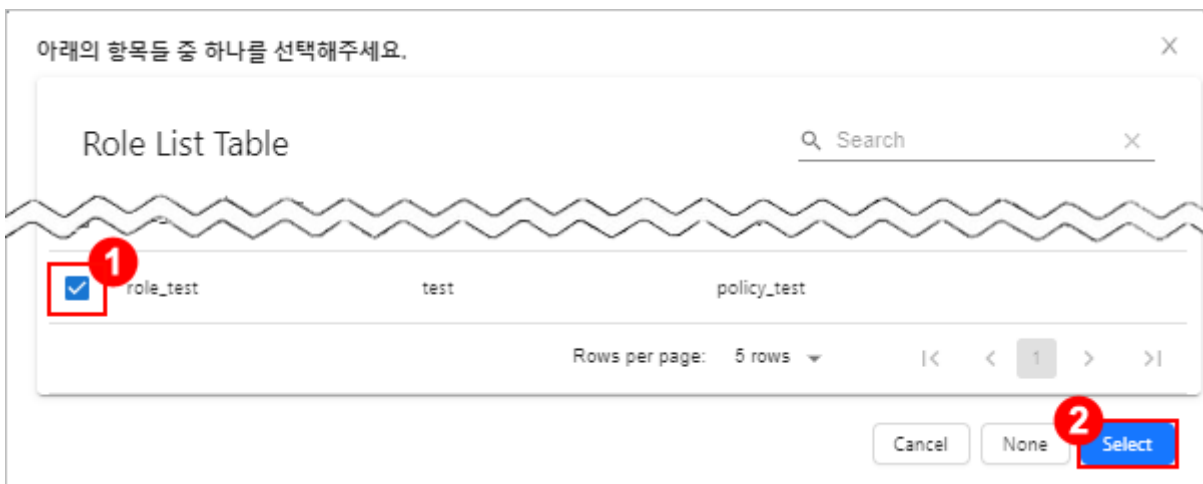 아래의 항목들 중 하나를 선택해주세요.
Role List Table
Search
1
role_test test policy_test
Rows per page: 5 rows 1
2
Cancel None Select